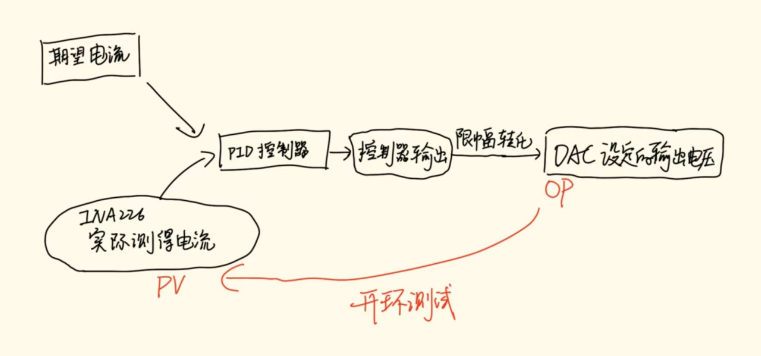 期望电流
PID 控制器
控制器输出
限幅转化
DAC 设定的输出电压
OP
INA226
实际测得电流
PV
开环测试